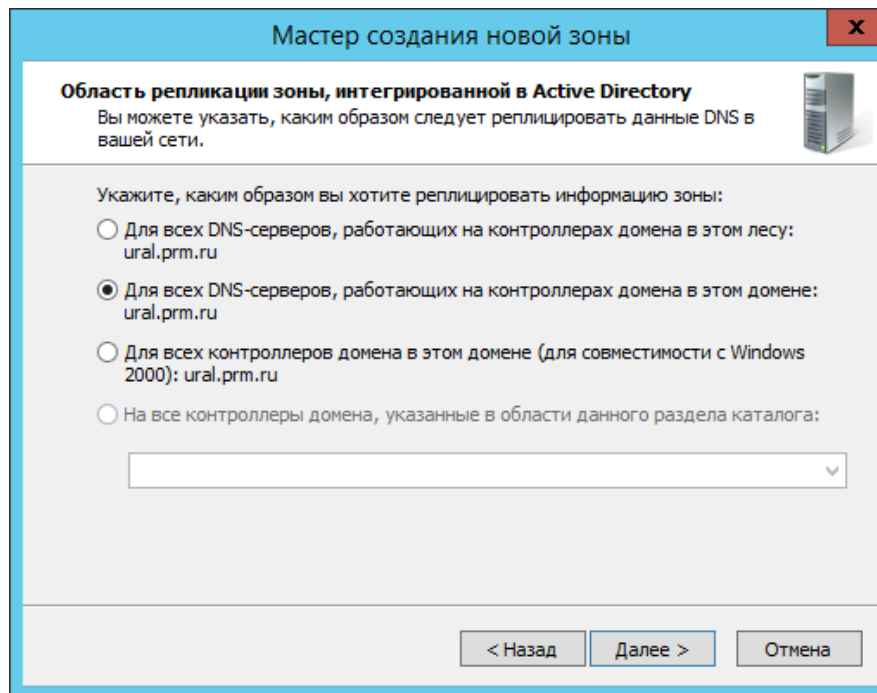 Мастер создания новой зоны
x
Область репликации зоны, интегрированной в Active Directory
Вы можете указать, каким образом следует реплицировать данные DNS в
вашей сети.
Укажите, каким образом вы хотите реплицировать информацию зоны:
Для всех DNS-серверов, работающих на контроллерах домена в этом лесу:
ural.prm.ru
Для всех DNS-серверов, работающих на контроллерах домена в этом домене:
ural.prm.ru
Для всех контроллеров домена в этом домене (для совместимости с Windows
2000): ural.prm.ru
На все контроллеры домена, указанные в области данного раздела каталога:
< Назад Далее > Отмена